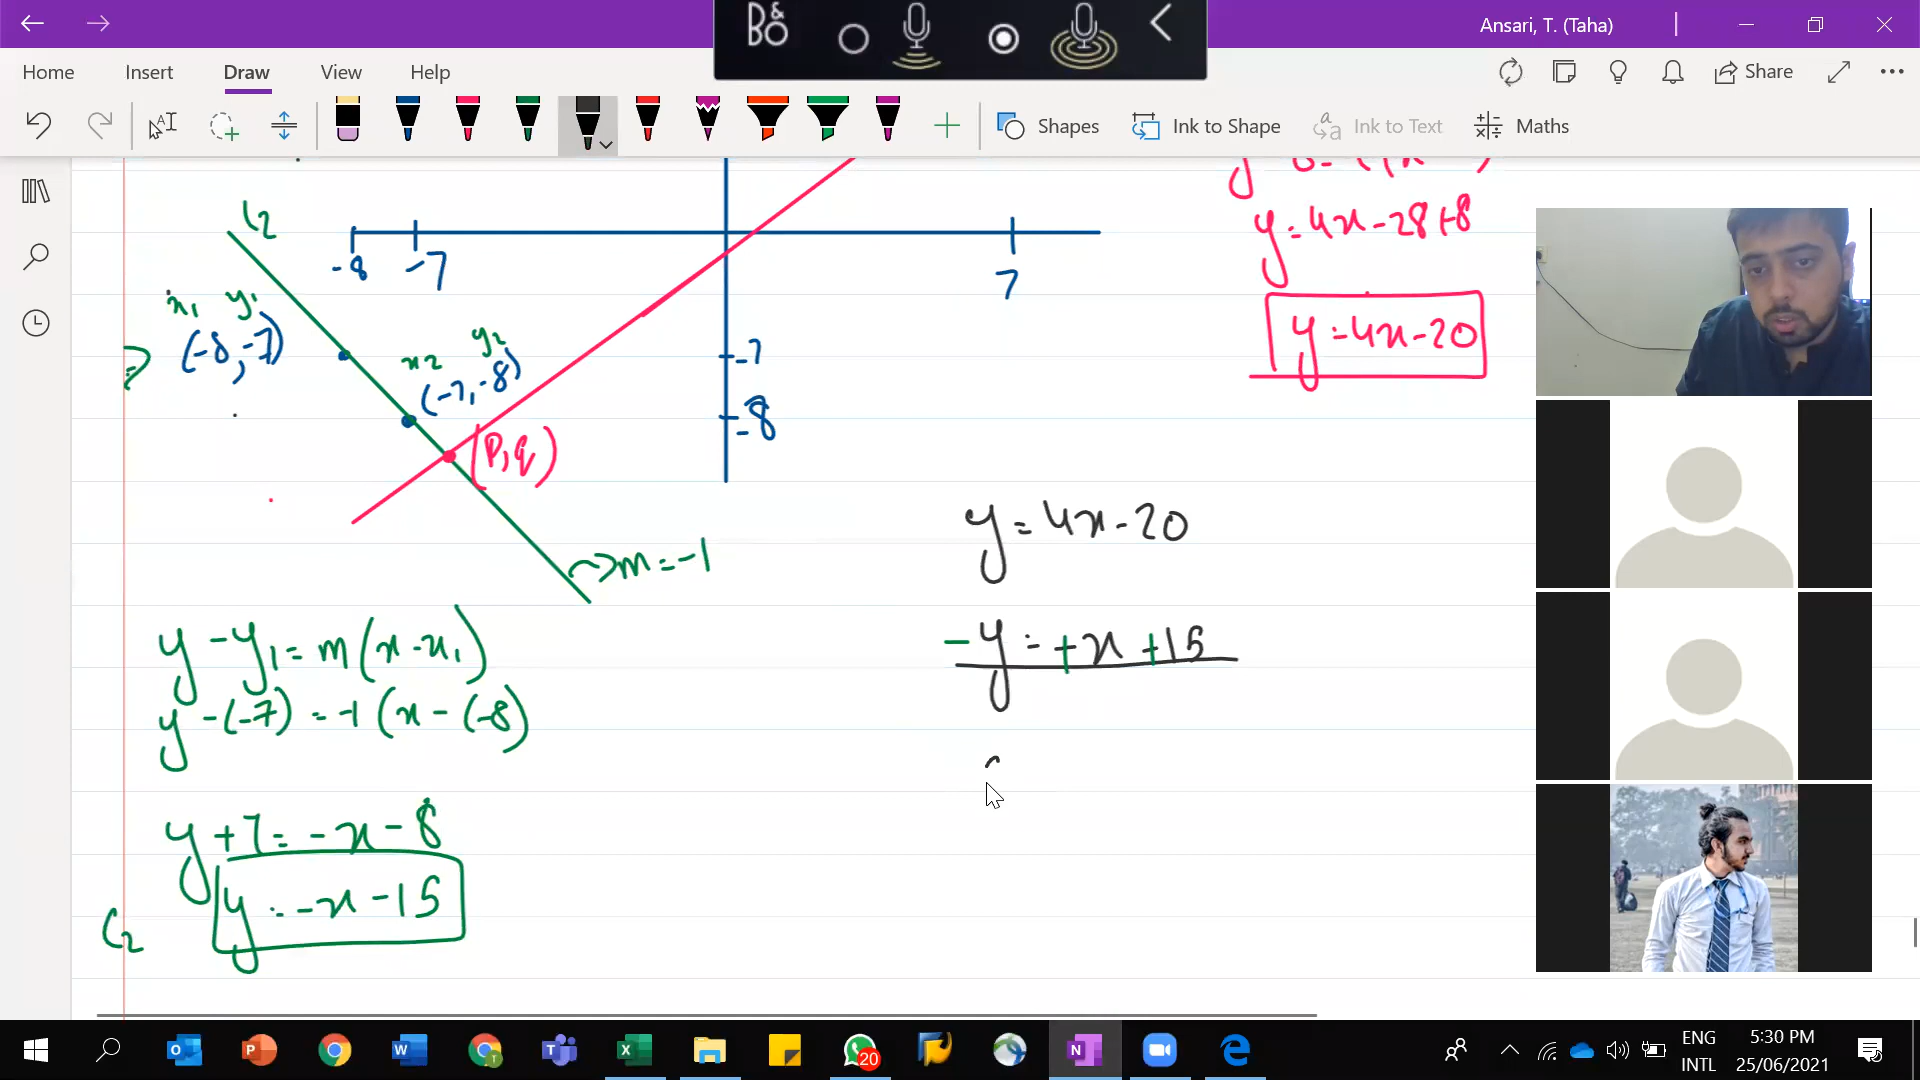 Ansari, T. (Taha)
B&O
Home Insert Draw View Help
Share
Shapes Ink to Shape Ink to Text Maths
y = 4x - 28 + 8
y = 4x - 20
L2
-8 -7 7
x1 y1
(-8, -7)
x2 y2
(-7, -8)
-7
-8
(p, q)
m = -1
y = 4x - 20
- y = + x + 15
y - y1 = m(x - x1)
y - (-7) = -1 (x - (-8)
y + 7 = -x - 8
L2 y = -x - 15
20
ENG
INTL
5:30 PM
25/06/2021